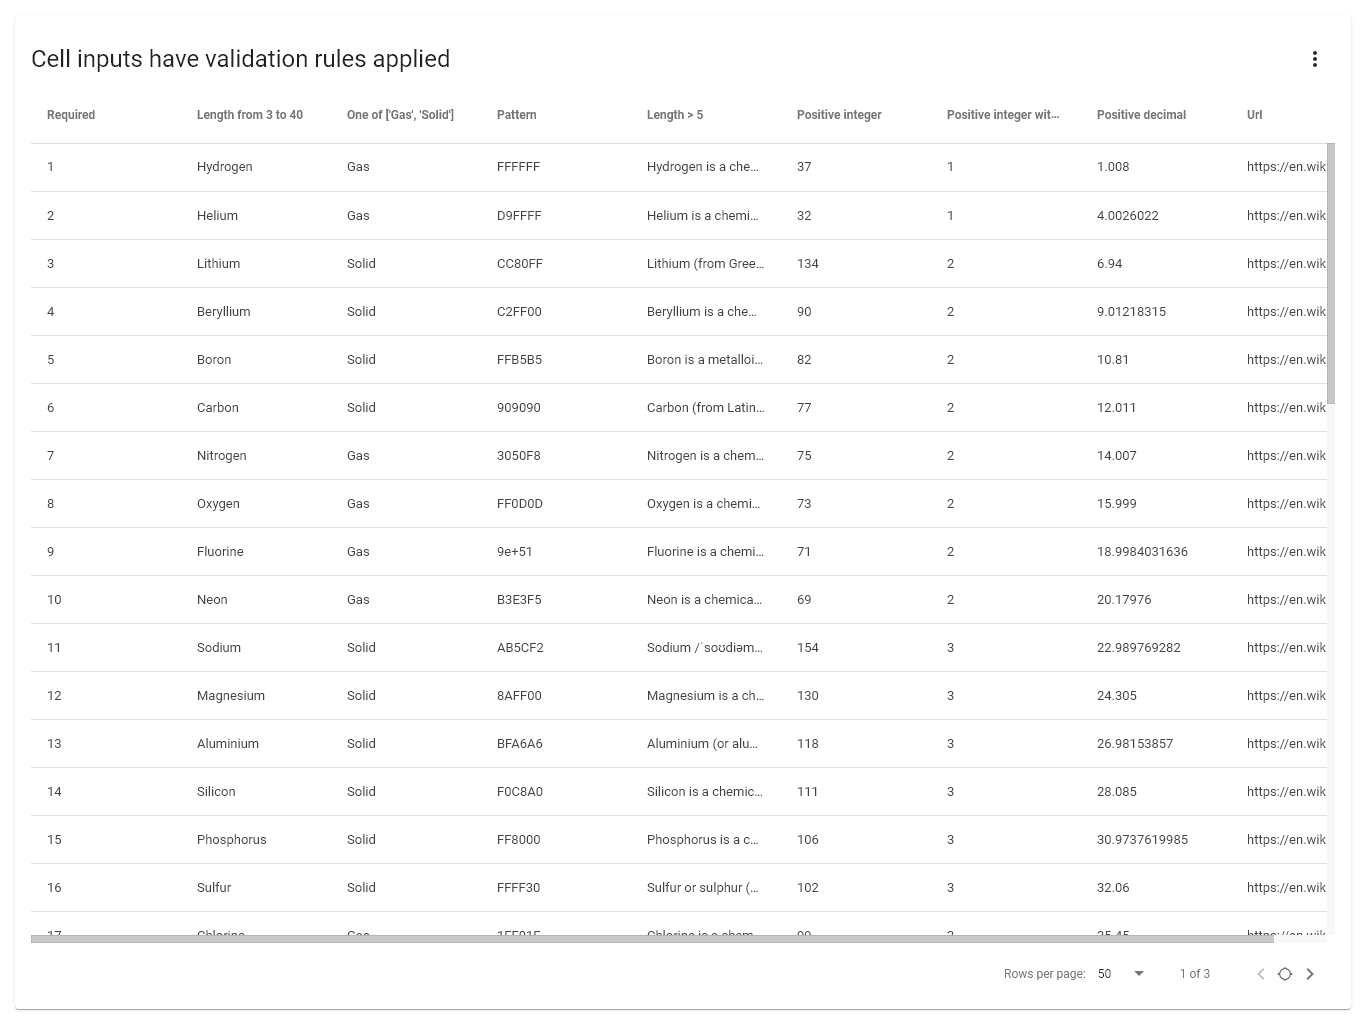 Cell inputs have validation rules applied
Required Length from 3 to 40 One of ['Gas', 'Solid'] Pattern Length > 5 Positive integer Positive integer wit… Positive decimal Url
1 Hydrogen Gas FFFFFF Hydrogen is a che… 37 1 1.008 https://en.wik
2 Helium Gas D9FFFF Helium is a chemi… 32 1 4.0026022 https://en.wik
3 Lithium Solid CC80FF Lithium (from Gree… 134 2 6.94 https://en.wik
4 Beryllium Solid C2FF00 Beryllium is a che… 90 2 9.01218315 https://en.wik
5 Boron Solid FFB5B5 Boron is a metalloi… 82 2 10.81 https://en.wik
6 Carbon Solid 909090 Carbon (from Latin… 77 2 12.011 https://en.wik
7 Nitrogen Gas 3050F8 Nitrogen is a chem… 75 2 14.007 https://en.wik
8 Oxygen Gas FF0D0D Oxygen is a chemi… 73 2 15.999 https://en.wik
9 Fluorine Gas 9e+51 Fluorine is a chemi… 71 2 18.9984031636 https://en.wik
10 Neon Gas B3E3F5 Neon is a chemica… 69 2 20.17976 https://en.wik
11 Sodium Solid AB5CF2 Sodium /ˈsoʊdiəm… 154 3 22.989769282 https://en.wik
12 Magnesium Solid 8AFF00 Magnesium is a ch… 130 3 24.305 https://en.wik
13 Aluminium Solid BFA6A6 Aluminium (or alu… 118 3 26.98153857 https://en.wik
14 Silicon Solid F0C8A0 Silicon is a chemic… 111 3 28.085 https://en.wik
15 Phosphorus Solid FF8000 Phosphorus is a c… 106 3 30.9737619985 https://en.wik
16 Sulfur Solid FFFF30 Sulfur or sulphur (… 102 3 32.06 https://en.wik
17 Chlorine Gas Chlorine is a chem… https://en.wik
Rows per page: 50 1 of 3